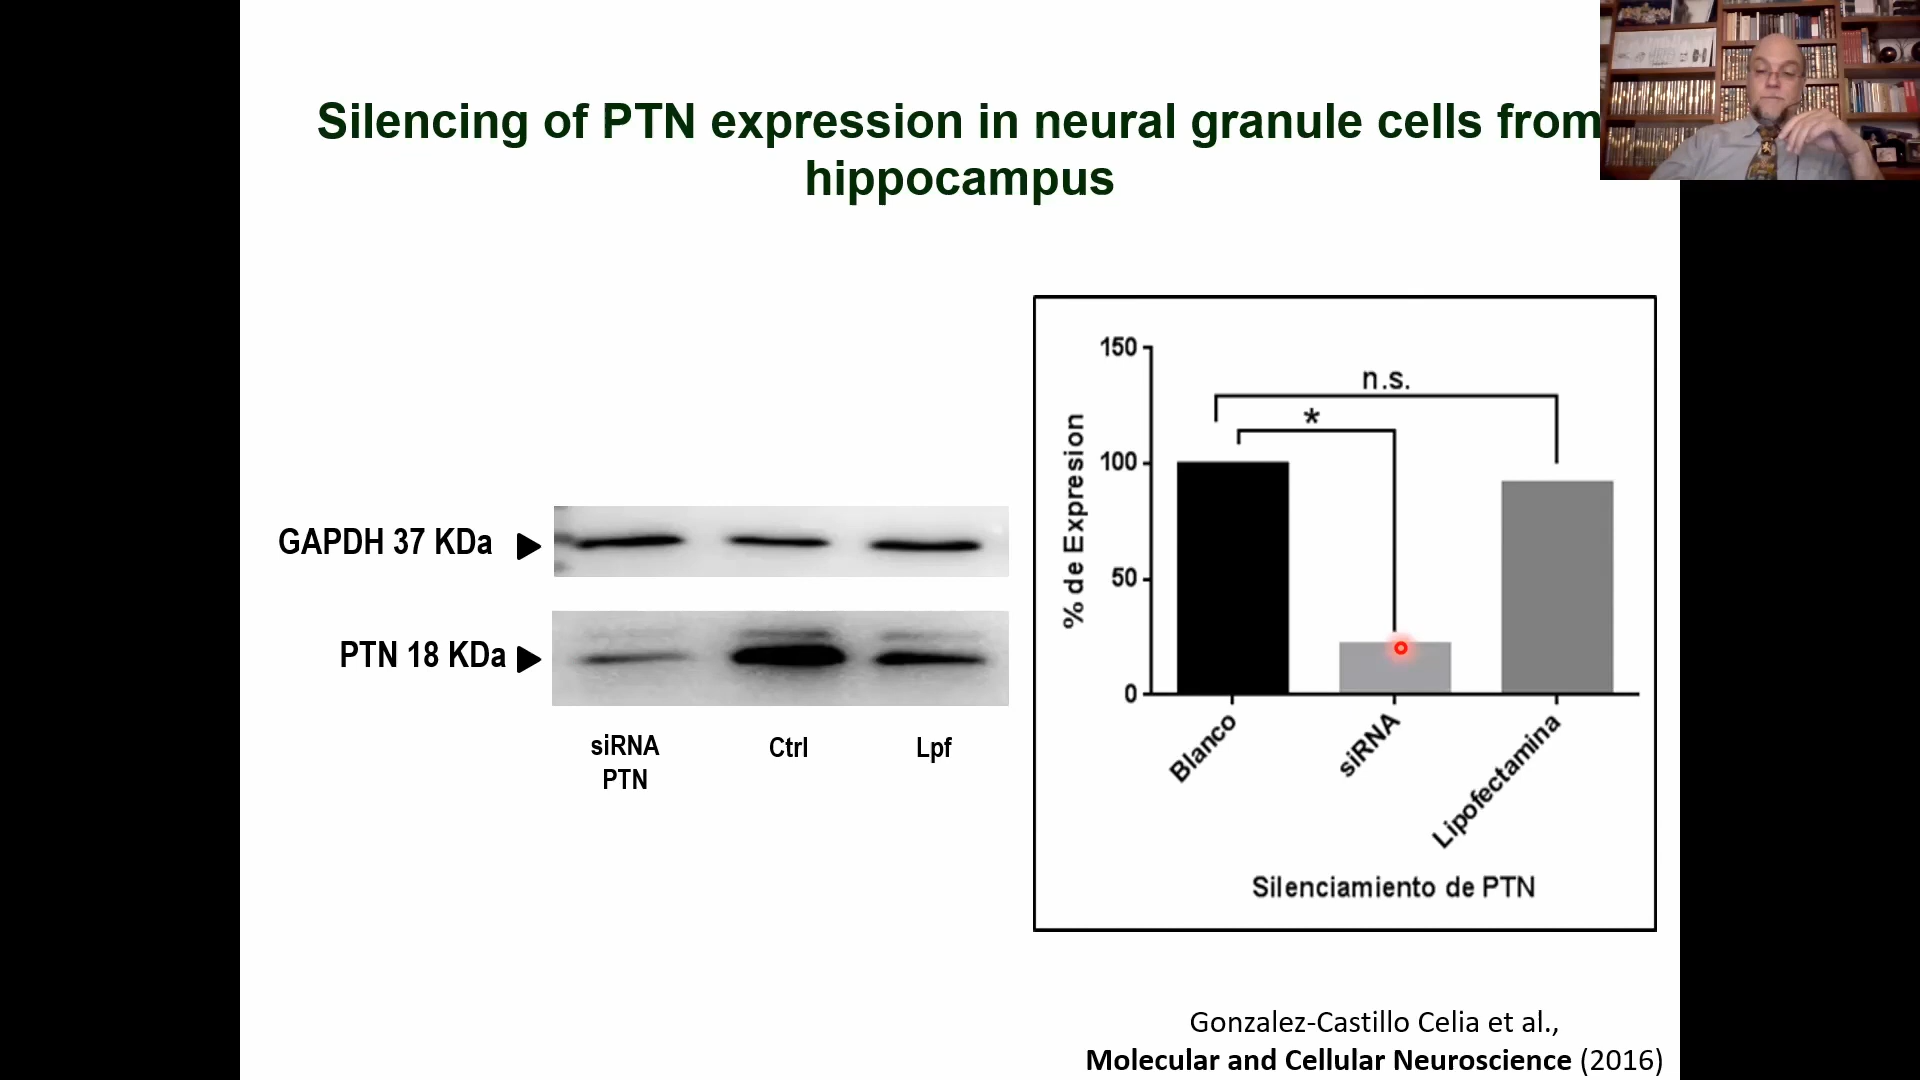 Silencing of PTN expression in neural granule cells from
hippocampus
GAPDH 37 KDa
PTN 18 KDa
siRNA
PTN
Ctrl
Lpf
150
100
50
0
% de Expresion
n.s.
*
Blanco
siRNA
Lipofectamina
Silenciamiento de PTN
Gonzalez-Castillo Celia et al.,
Molecular and Cellular Neuroscience (2016)